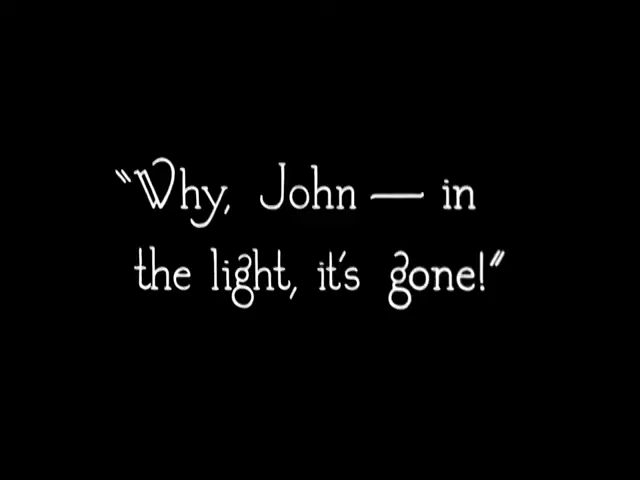 "Why, John — in
the light, it's gone!"